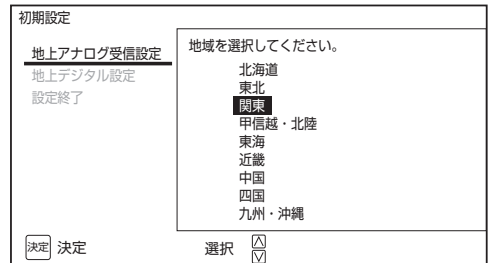 初期設定
地上アナログ受信設定
地上デジタル設定
設定終了
地域を選択してください。
北海道
東北
関東
甲信越・北陸
東海
近畿
中国
四国
九州・沖縄
決定 決定
選択